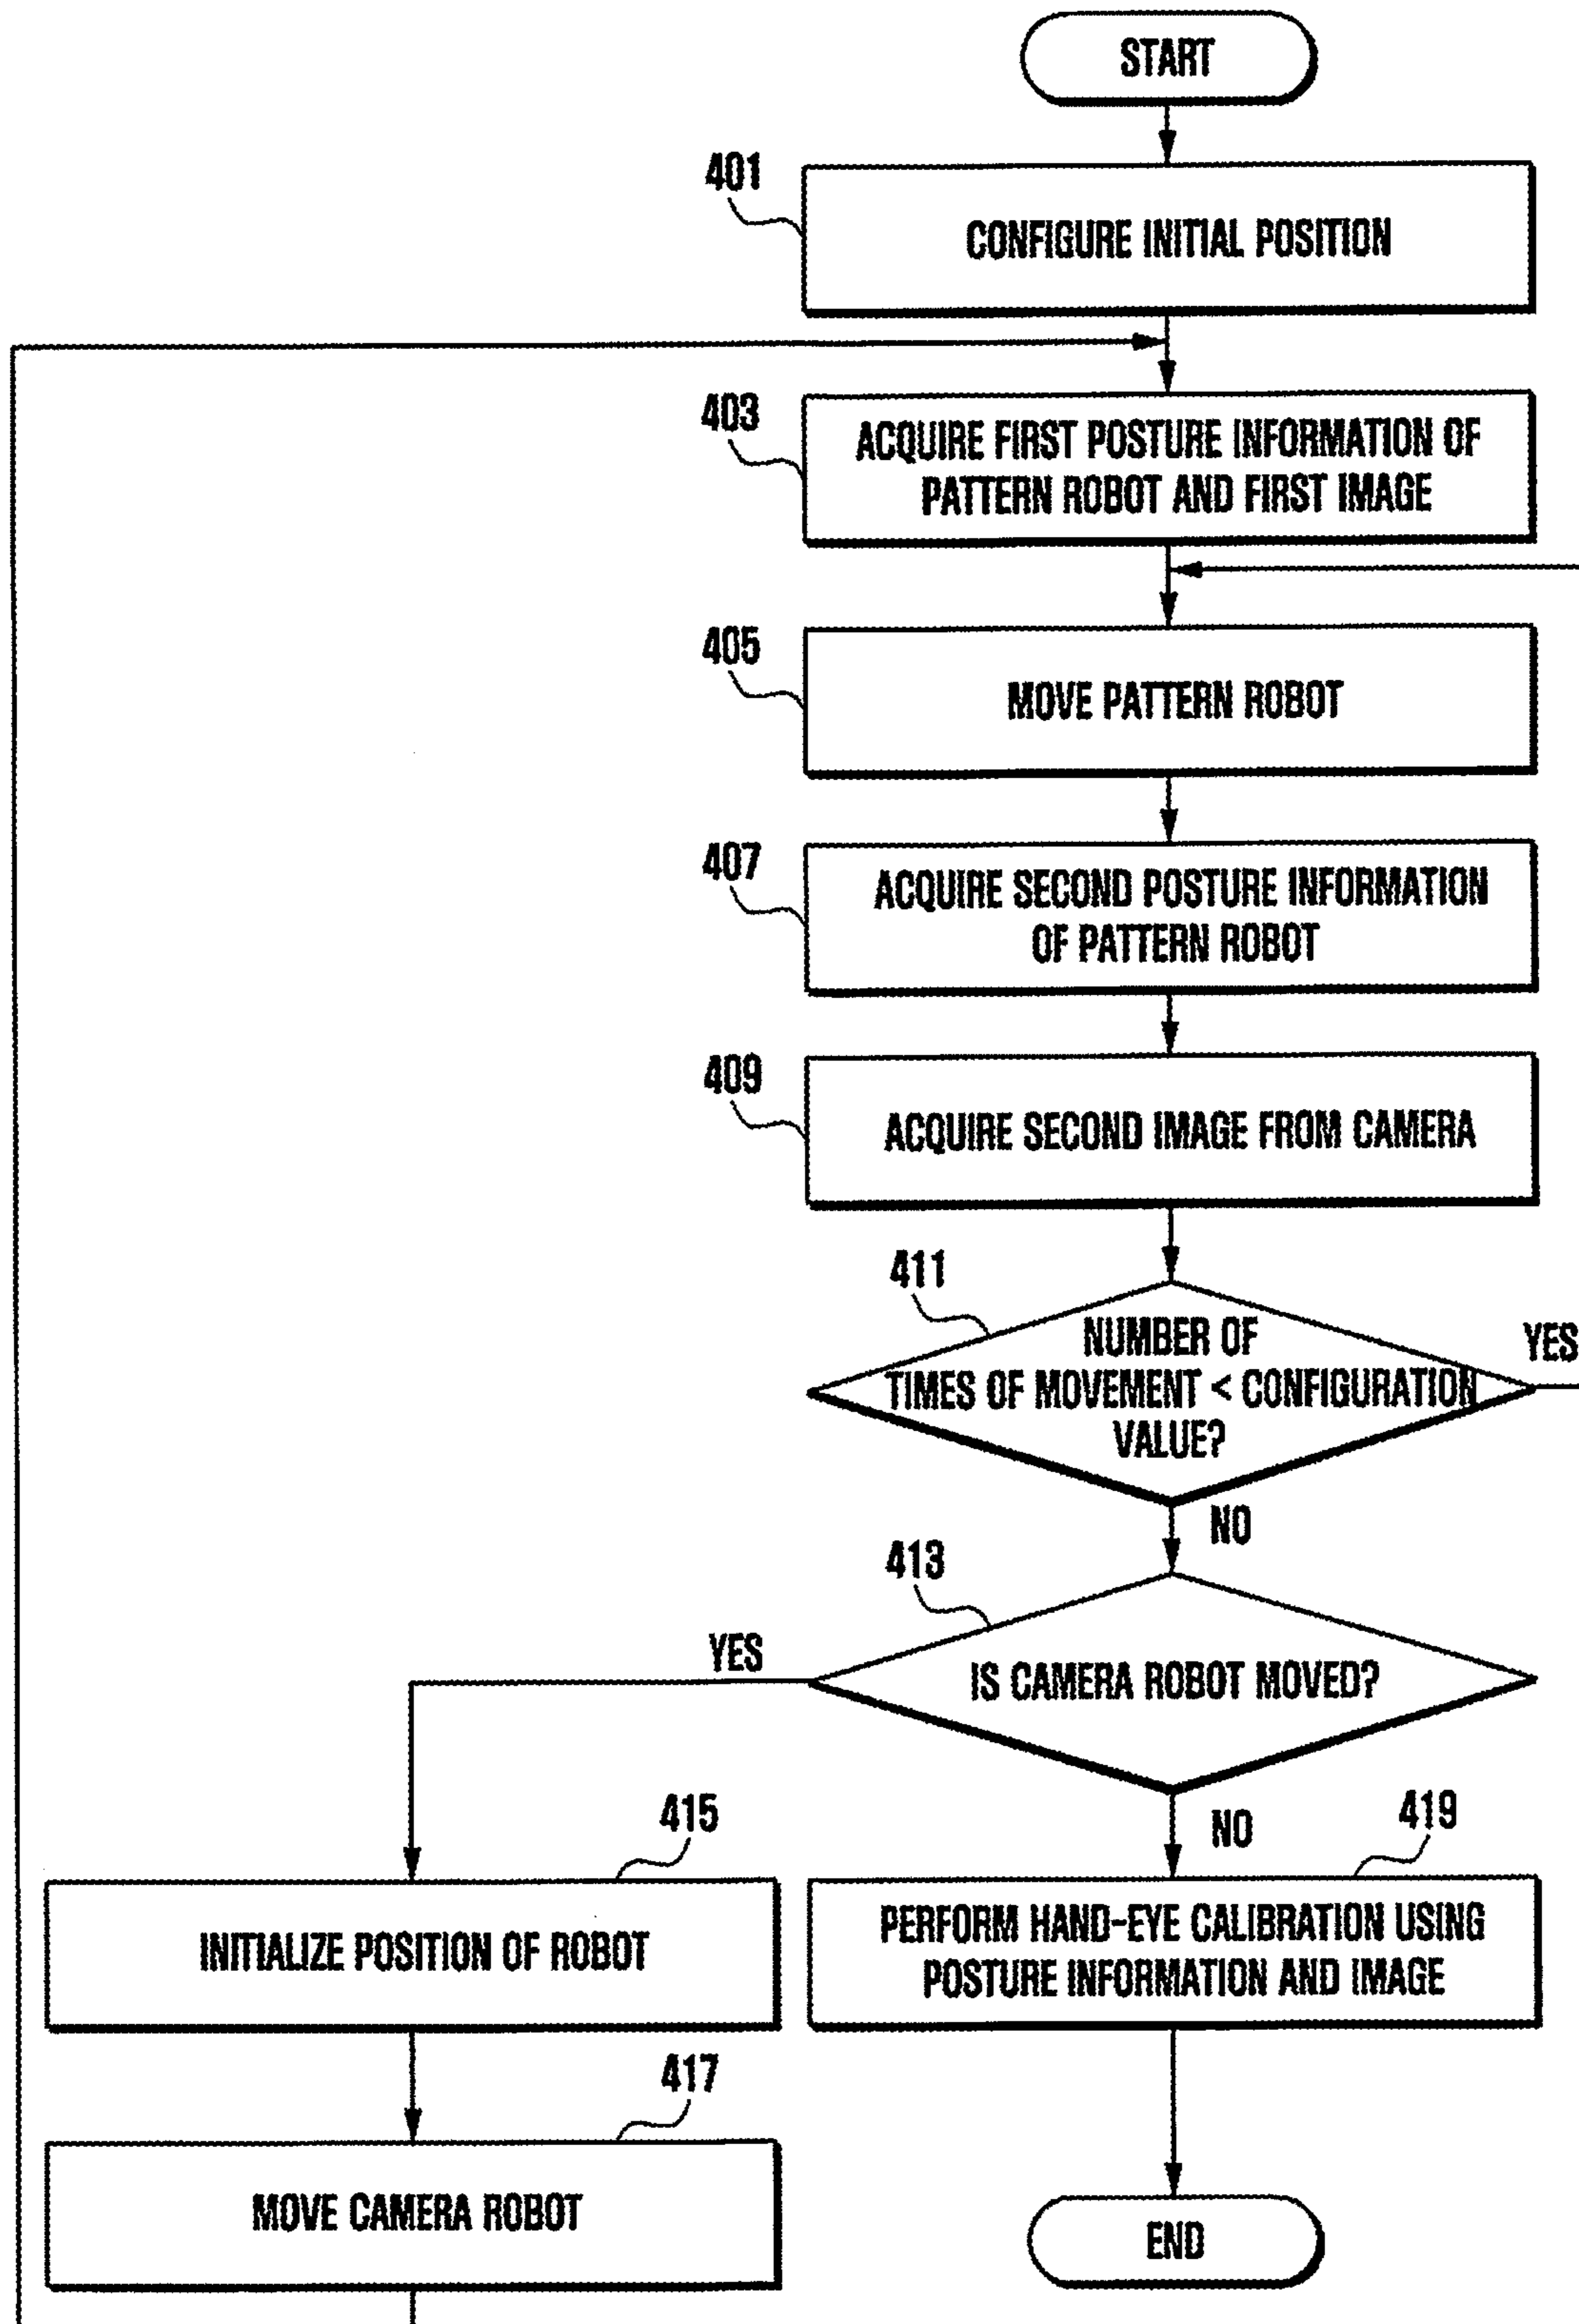 START
401
CONFIGURE INITIAL POSITION
403
ACQUIRE FIRST POSTURE INFORMATION OF
PATTERN ROBOT AND FIRST IMAGE
405
MOVE PATTERN ROBOT
407
ACQUIRE SECOND POSTURE INFORMATION
OF PATTERN ROBOT
409
ACQUIRE SECOND IMAGE FROM CAMERA
411
NUMBER OF
TIMES OF MOVEMENT < CONFIGURATION
VALUE?
YES
NO
413
IS CAMERA ROBOT MOVED?
YES
NO
415
INITIALIZE POSITION OF ROBOT
419
PERFORM HAND-EYE CALIBRATION USING
POSTURE INFORMATION AND IMAGE
417
MOVE CAMERA ROBOT
END